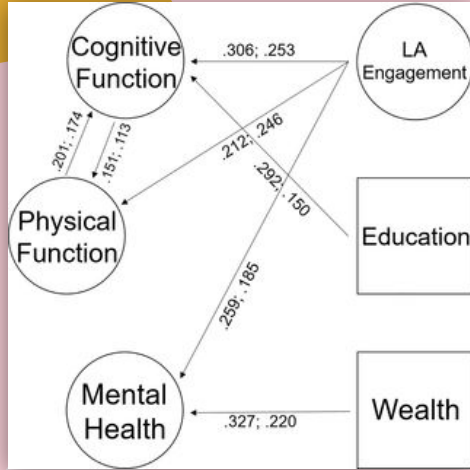 Cognitive
Function
.306; .253
LA
Engagement
.201; .174
.151; .113
.212; .246
.292; .150
Physical
Function
Education
.259; .185
Mental
Health
.327; .220
Wealth